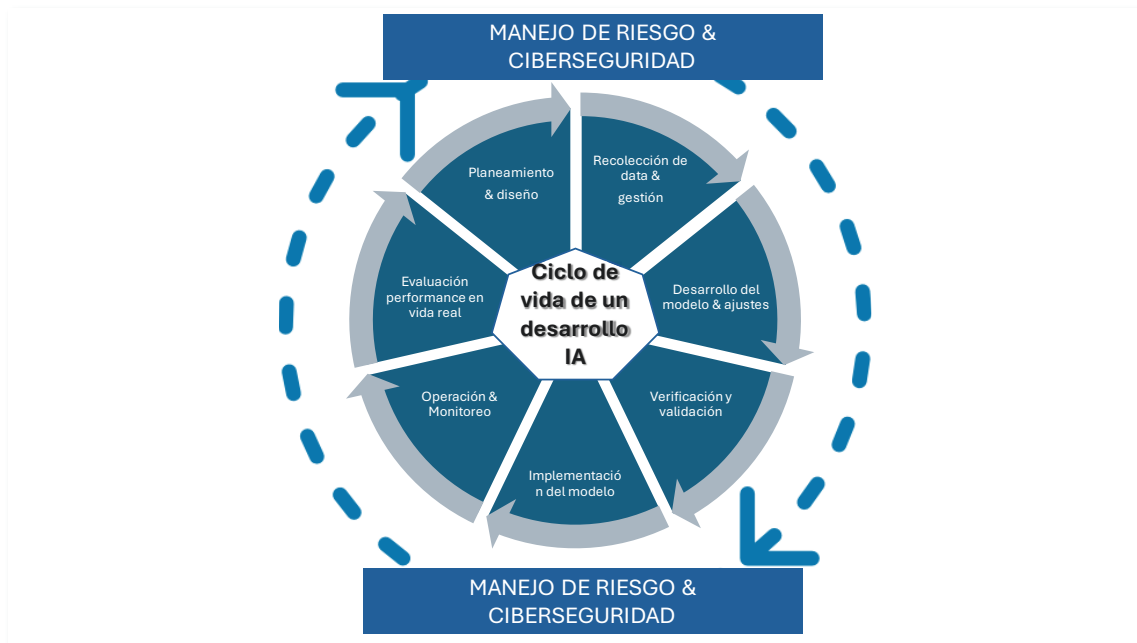 MANEJO DE RIESGO &
CIBERSEGURIDAD
Planeamiento
& diseño
Recolección de
data &
gestión
Evaluación
performance en
vida real
Ciclo de
vida de un
desarrollo
IA
Desarrollo del
modelo & ajustes
Operación &
Monitoreo
Verificación y
validación
Implementació
n del modelo
MANEJO DE RIESGO &
CIBERSEGURIDAD